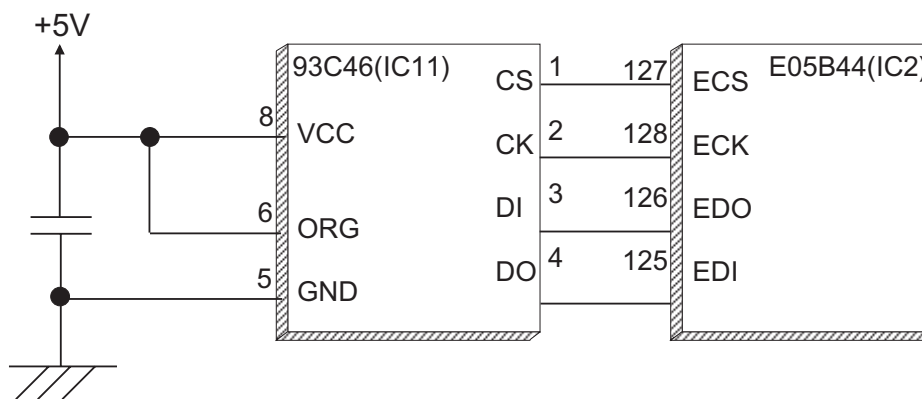 +5V
93C46(IC11)
E05B44(IC2)
8 VCC
CS 1 127 ECS
CK 2 128 ECK
6 ORG
DI 3 126 EDO
5 GND
DO 4 125 EDI